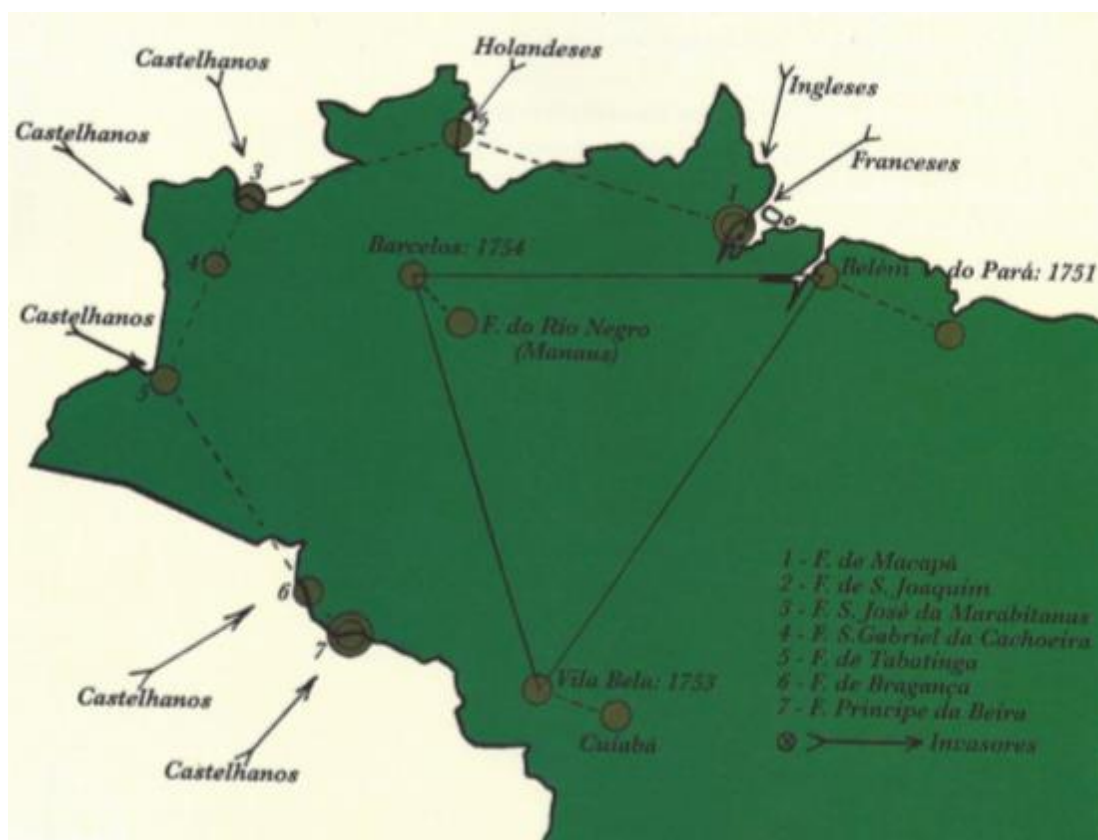 Castelhanos
Holandeses
Ingleses
Castelhanos
Franceses
3
2
1
4
Barcelos: 1754
Belém do Pará: 1751
Castelhanos
F. do Rio Negro
(Manaus)
5
6
7
Castelhanos
Castelhanos
Vila Bela: 1753
Cuiabá
1 - F. de Macapá
2 - F. de S. Joaquim
3 - F. S. José da Marabitanas
4 - F. S.Gabriel da Cachoeira
5 - F. de Tabatinga
6 - F. de Bragança
7 - F. Príncipe da Beira
Invasores